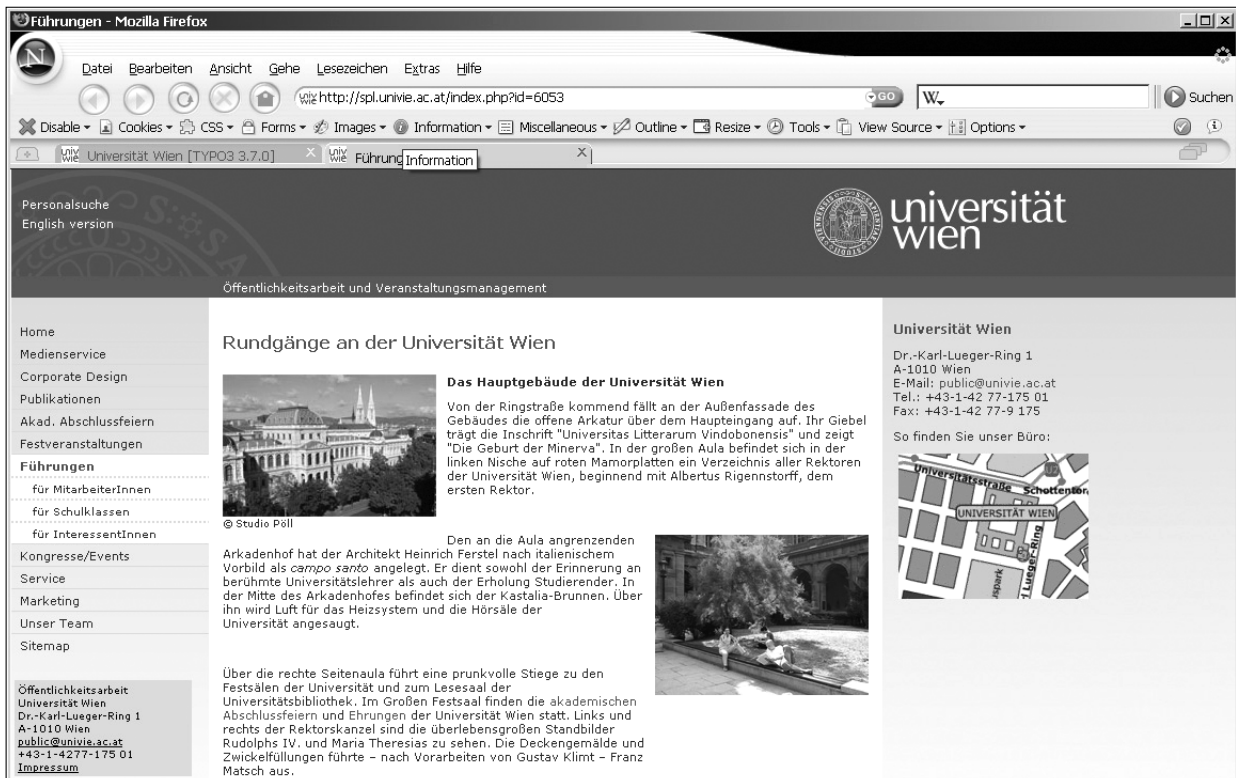 Führungen - Mozilla Firefox
Datei Bearbeiten Ansicht Gehe Lesezeichen Extras Hilfe
http://spl.univie.ac.at/index.php?id=6053
GO
W
Suchen
Disable Cookies CSS Forms Images Information Miscellaneous Outline Resize Tools View Source Options
Universität Wien [TYPO3 3.7.0]
Führung
Information
Personalsuche
English version
universität
wien
Öffentlichkeitsarbeit und Veranstaltungsmanagement
Home
Medienservice
Corporate Design
Publikationen
Akad. Abschlussfeiern
Festveranstaltungen
Führungen
für MitarbeiterInnen
für Schulklassen
für InteressentInnen
Kongresse/Events
Service
Marketing
Unser Team
Sitemap
Öffentlichkeitsarbeit
Universität Wien
Dr.-Karl-Lueger-Ring 1
A-1010 Wien
public@univie.ac.at
+43-1-4277-175 01
Impressum
Rundgänge an der Universität Wien
Das Hauptgebäude der Universität Wien
Von der Ringstraße kommend fällt an der Außenfassade des
Gebäudes die offene Arkatur über dem Haupteingang auf. Ihr Giebel
trägt die Inschrift "Universitas Litterarum Vindobonensis" und zeigt
"Die Geburt der Minerva". In der großen Aula befindet sich in der
linken Nische auf roten Mamorplatten ein Verzeichnis aller Rektoren
der Universität Wien, beginnend mit Albertus Rigennstorff, dem
ersten Rektor.
© Studio Pöll
Den an die Aula angrenzenden
Arkadenhof hat der Architekt Heinrich Ferstel nach italienischem
Vorbild als campo santo angelegt. Er dient sowohl der Erinnerung an
berühmte Universitätslehrer als auch der Erholung Studierender. In
der Mitte des Arkadenhofes befindet sich der Kastalia-Brunnen. Über
ihn wird Luft für das Heizsystem und die Hörsäle der
Universität angesaugt.
Über die rechte Seitenaula führt eine prunkvolle Stiege zu den
Festsälen der Universität und zum Lesesaal der
Universitätsbibliothek. Im Großen Festsaal finden die akademischen
Abschlussfeiern und Ehrungen der Universität Wien statt. Links und
rechts der Rektorskanzel sind die überlebensgroßen Standbilder
Rudolphs IV. und Maria Theresias zu sehen. Die Deckengemälde und
Zwickelfüllungen führte – nach Vorarbeiten von Gustav Klimt – Franz
Matsch aus.
Universität Wien
Dr.-Karl-Lueger-Ring 1
A-1010 Wien
E-Mail: public@univie.ac.at
Tel.: +43-1-42 77-175 01
Fax: +43-1-42 77-9 175
So finden Sie unser Büro:
Universitätsstraße
Schottentor
UNIVERSITÄT WIEN
Lueger-Ring